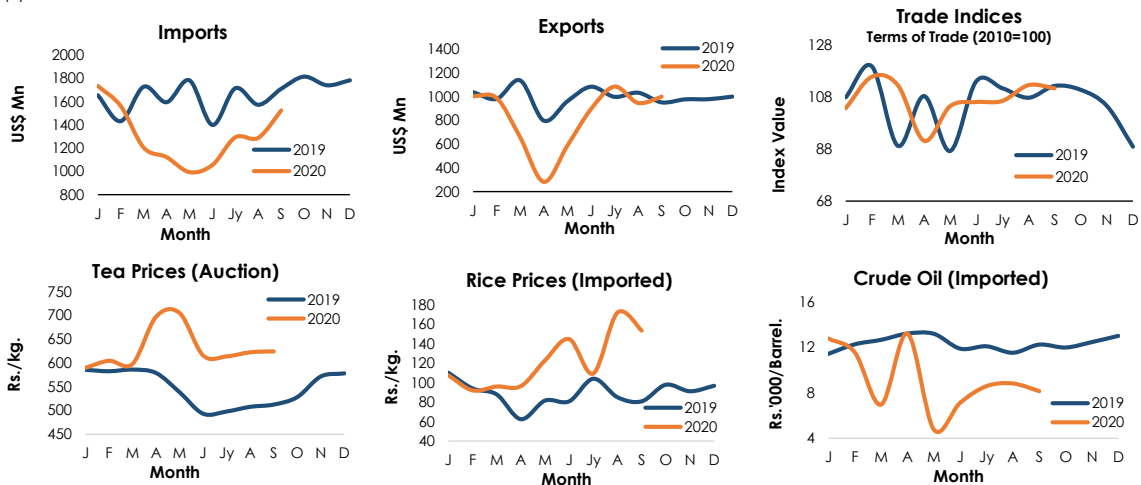 Imports
US$ Mn
2000
1800
1600
1400
1200
1000
800
2019
2020
J F M A M J Jy A S O N D
Month
Exports
US$ Mn
1400
1200
1000
800
600
400
200
2019
2020
J F M A M J Jy A S O N D
Month
Trade Indices
Terms of Trade (2010=100)
Index Value
128
108
88
68
2019
2020
J F M A M J Jy A S O N D
Month
Tea Prices (Auction)
Rs./kg.
750
700
650
600
550
500
450
2019
2020
J F M A M J Jy A S O N D
Month
Rice Prices (Imported)
Rs./kg.
180
160
140
120
100
80
60
40
2019
2020
J F M A M J Jy A S O N D
Month
Crude Oil (Imported)
Rs.'000/Barrel.
16
12
8
4
2019
2020
J F M A M J Jy A S O N D
Month